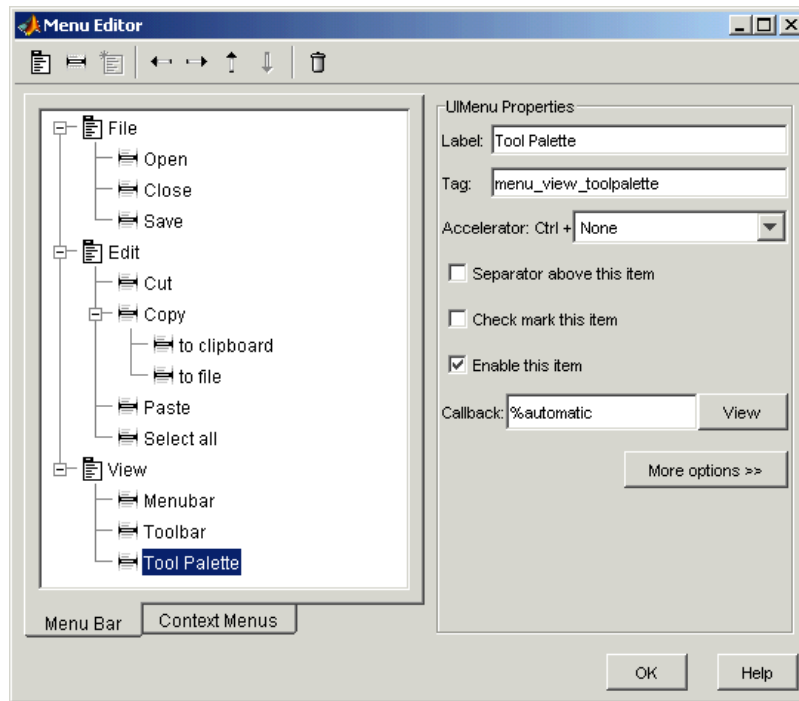 Menu Editor
File
Open
Close
Save
Edit
Cut
Copy
to clipboard
to file
Paste
Select all
View
Menubar
Toolbar
Tool Palette
Menu Bar
Context Menus
UIMenu Properties
Label: Tool Palette
Tag: menu_view_toolpalette
Accelerator: Ctrl + None
Separator above this item
Check mark this item
Enable this item
Callback: %automatic View
More options >>
OK Help